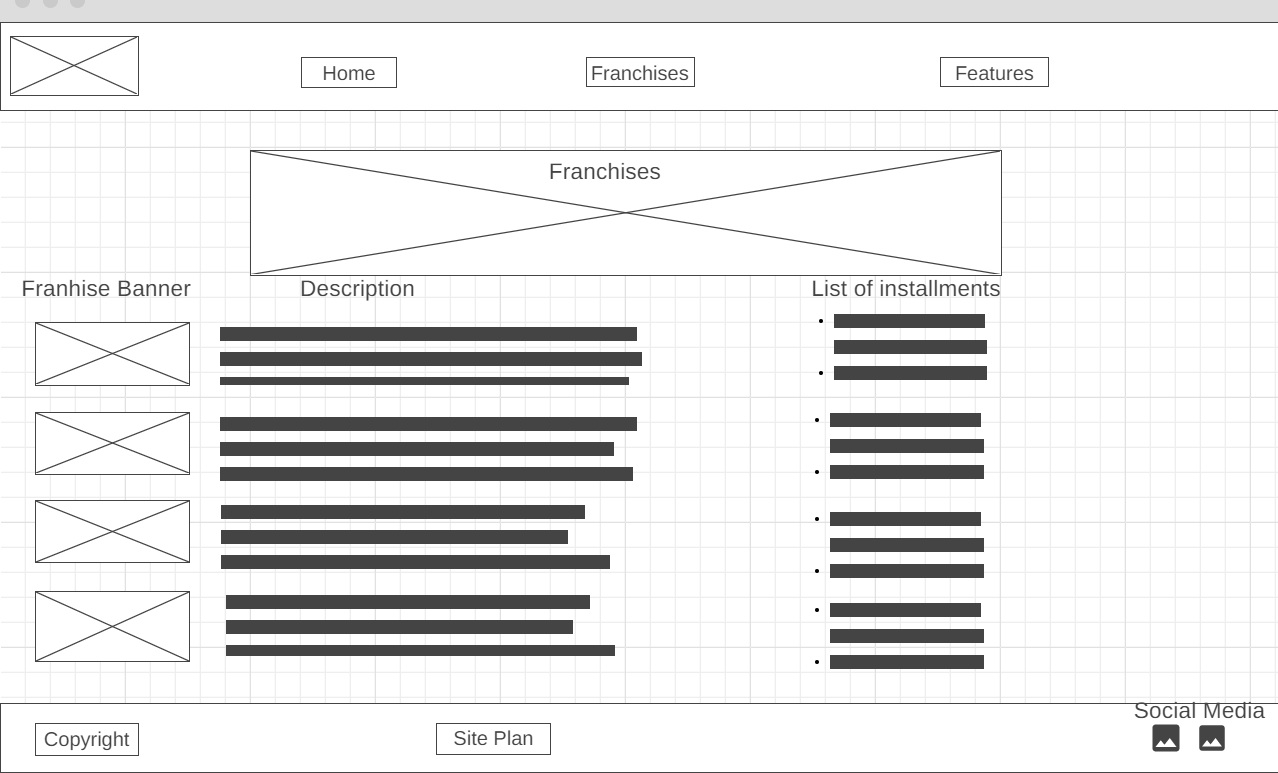 Home
Franchises
Features
Franchises
Franhise Banner
Description
List of installments
Copyright
Site Plan
Social Media